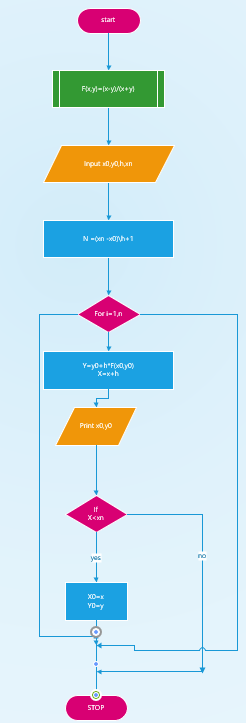 start
F(x,y)=(x-y)/(x+y)
Input x0,y0,h,xn
N =(xn -x0)\h+1
For i=1,n
Y=y0+h*F(x0,y0)
X=x+h
Print x0,y0
If
X<xn
yes
no
X0=x
Y0=y
STOP